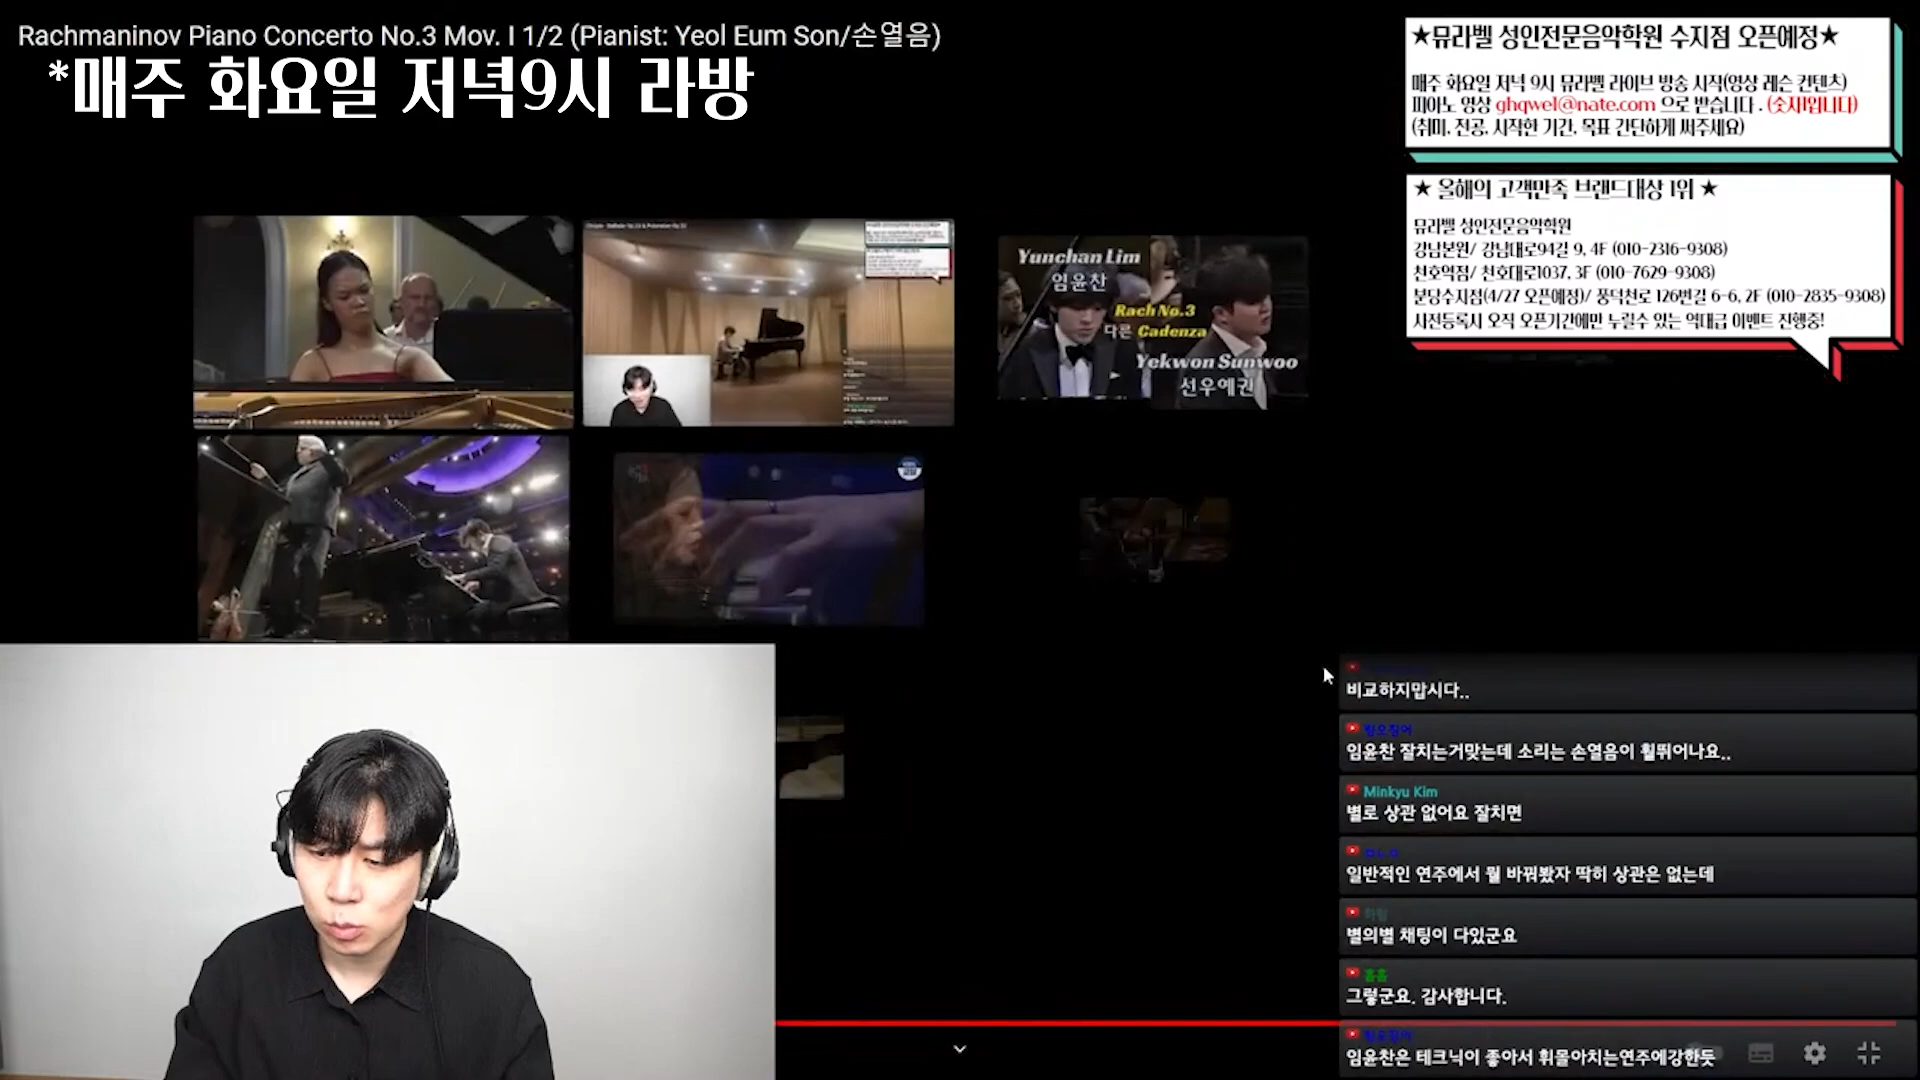 Rachmaninov Piano Concerto No.3 Mov. I 1/2 (Pianist: Yeol Eum Son/손열음)
*매주 화요일 저녁9시 라방
★뮤라벨 성인전문음악학원 수지점 오픈예정★
매주 화요일 저녁 9시 뮤라벨 라이브 방송 시작(영상 레슨 컨텐츠)
피아노 영상 ghqwel@nate.com 으로 받습니다 . (숫자1입니다)
(취미, 전공, 시작한 기간, 목표 간단하게 써주세요)
★ 올해의 고객만족 브랜드대상 1위 ★
뮤라벨 성인전문음악학원
강남본원/ 강남대로94길 9, 4F (010-2316-9308)
천호역점/ 천호대로1037, 3F (010-7629-9308)
분당수지점(4/27 오픈예정)/ 풍덕천로 126번길 6-6, 2F (010-2835-9308)
사전등록시 오직 오픈기간에만 누릴수 있는 역대급 이벤트 진행중!
Yunchan Lim
임윤찬
Rach No.3
다른 Cadenza
Yekwon Sunwoo
선우예권
비교하지맙시다..
임윤찬 잘치는거맞는데 소리는 손열음이 훨뛰어나요..
Minkyu Kim
별로 상관 없어요 잘치면
ㅁㄴㅇ
일반적인 연주에서 뭘 바꿔봤자 딱히 상관은 없는데
하림
별의별 채팅이 다있군요
흠흠
그렇군요. 감사합니다.
임윤찬은 테크닉이 좋아서 휘몰아치는연주에강한듯